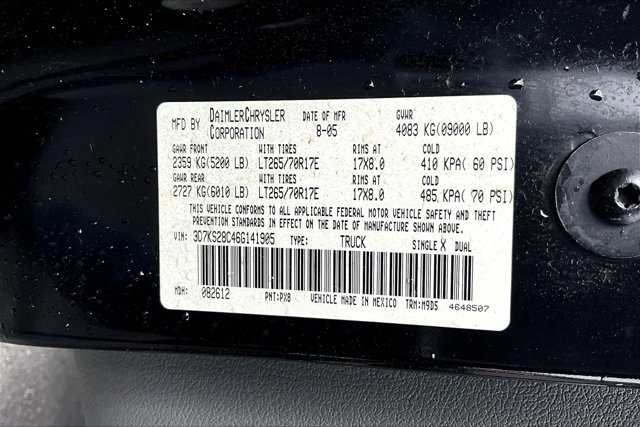 MFD BY DAIMLERCHRYSLER CORPORATION DATE OF MFR 8-05 GVWR 4083 KG(09000 LB)
GAWR FRONT WITH TIRES RIMS AT COLD
2359 KG(5200 LB) LT265/70R17E 17X8.0 410 KPA( 60 PSI)
GAWR REAR WITH TIRES RIMS AT COLD
2727 KG(6010 LB) LT265/70R17E 17X8.0 485 KPA( 70 PSI)
THIS VEHICLE CONFORMS TO ALL APPLICABLE FEDERAL MOTOR VEHICLE SAFETY AND THEFT
PREVENTION STANDARDS IN EFFECT ON THE DATE OF MANUFACTURE SHOWN ABOVE.
VIN: 3D7KS28C46G141905 TYPE: TRUCK SINGLE X DUAL
MDH: 082612 PNT:PX8 VEHICLE MADE IN MEXICO TRM:M9D5 4648507